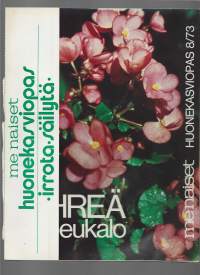 me naiset
huonekasviopas
·irrota·säilytä·
HREÄ
eukalo
me naiset
HUONEKASVIOPAS 8/73